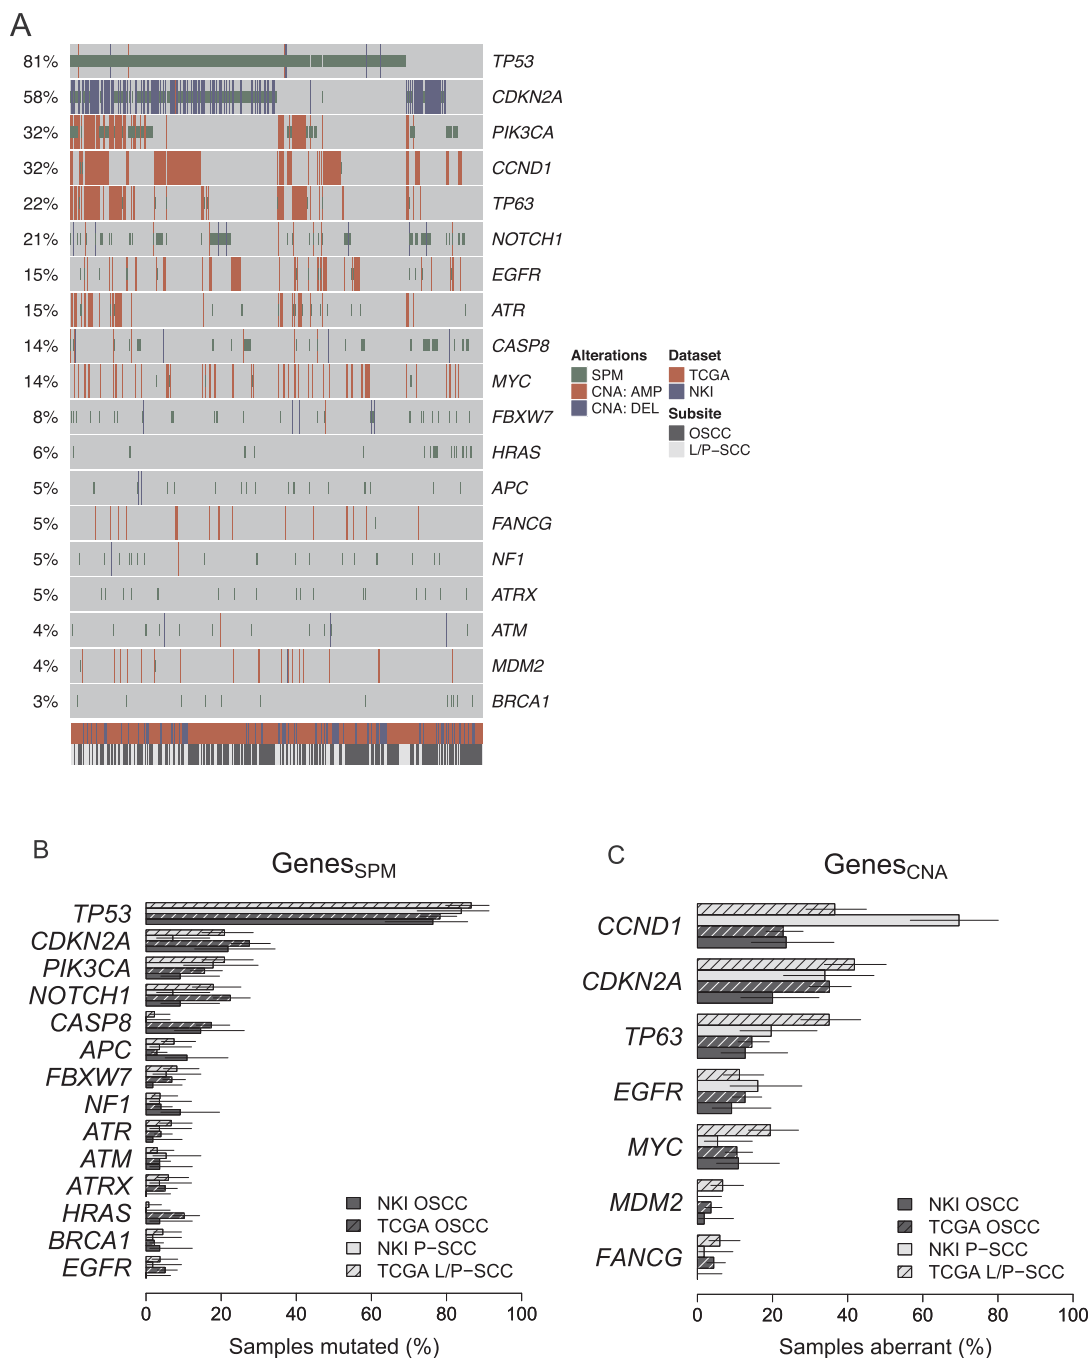 A
81% TP53
58% CDKN2A
32% PIK3CA
32% CCND1
22% TP63
21% NOTCH1
15% EGFR
15% ATR
14% CASP8
14% MYC
8% FBXW7
6% HRAS
5% APC
5% FANCG
5% NF1
5% ATRX
4% ATM
4% MDM2
3% BRCA1
Alterations
SPM
CNA: AMP
CNA: DEL
Dataset
TCGA
NKI
Subsite
OSCC
L/P−SCC
B
GenesSPM
TP53
CDKN2A
PIK3CA
NOTCH1
CASP8
APC
FBXW7
NF1
ATR
ATM
ATRX
HRAS
BRCA1
EGFR
NKI OSCC
TCGA OSCC
NKI P−SCC
TCGA L/P−SCC
0 20 40 60 80 100
Samples mutated (%)
C
GenesCNA
CCND1
CDKN2A
TP63
EGFR
MYC
MDM2
FANCG
NKI OSCC
TCGA OSCC
NKI P−SCC
TCGA L/P−SCC
0 20 40 60 80 100
Samples aberrant (%)